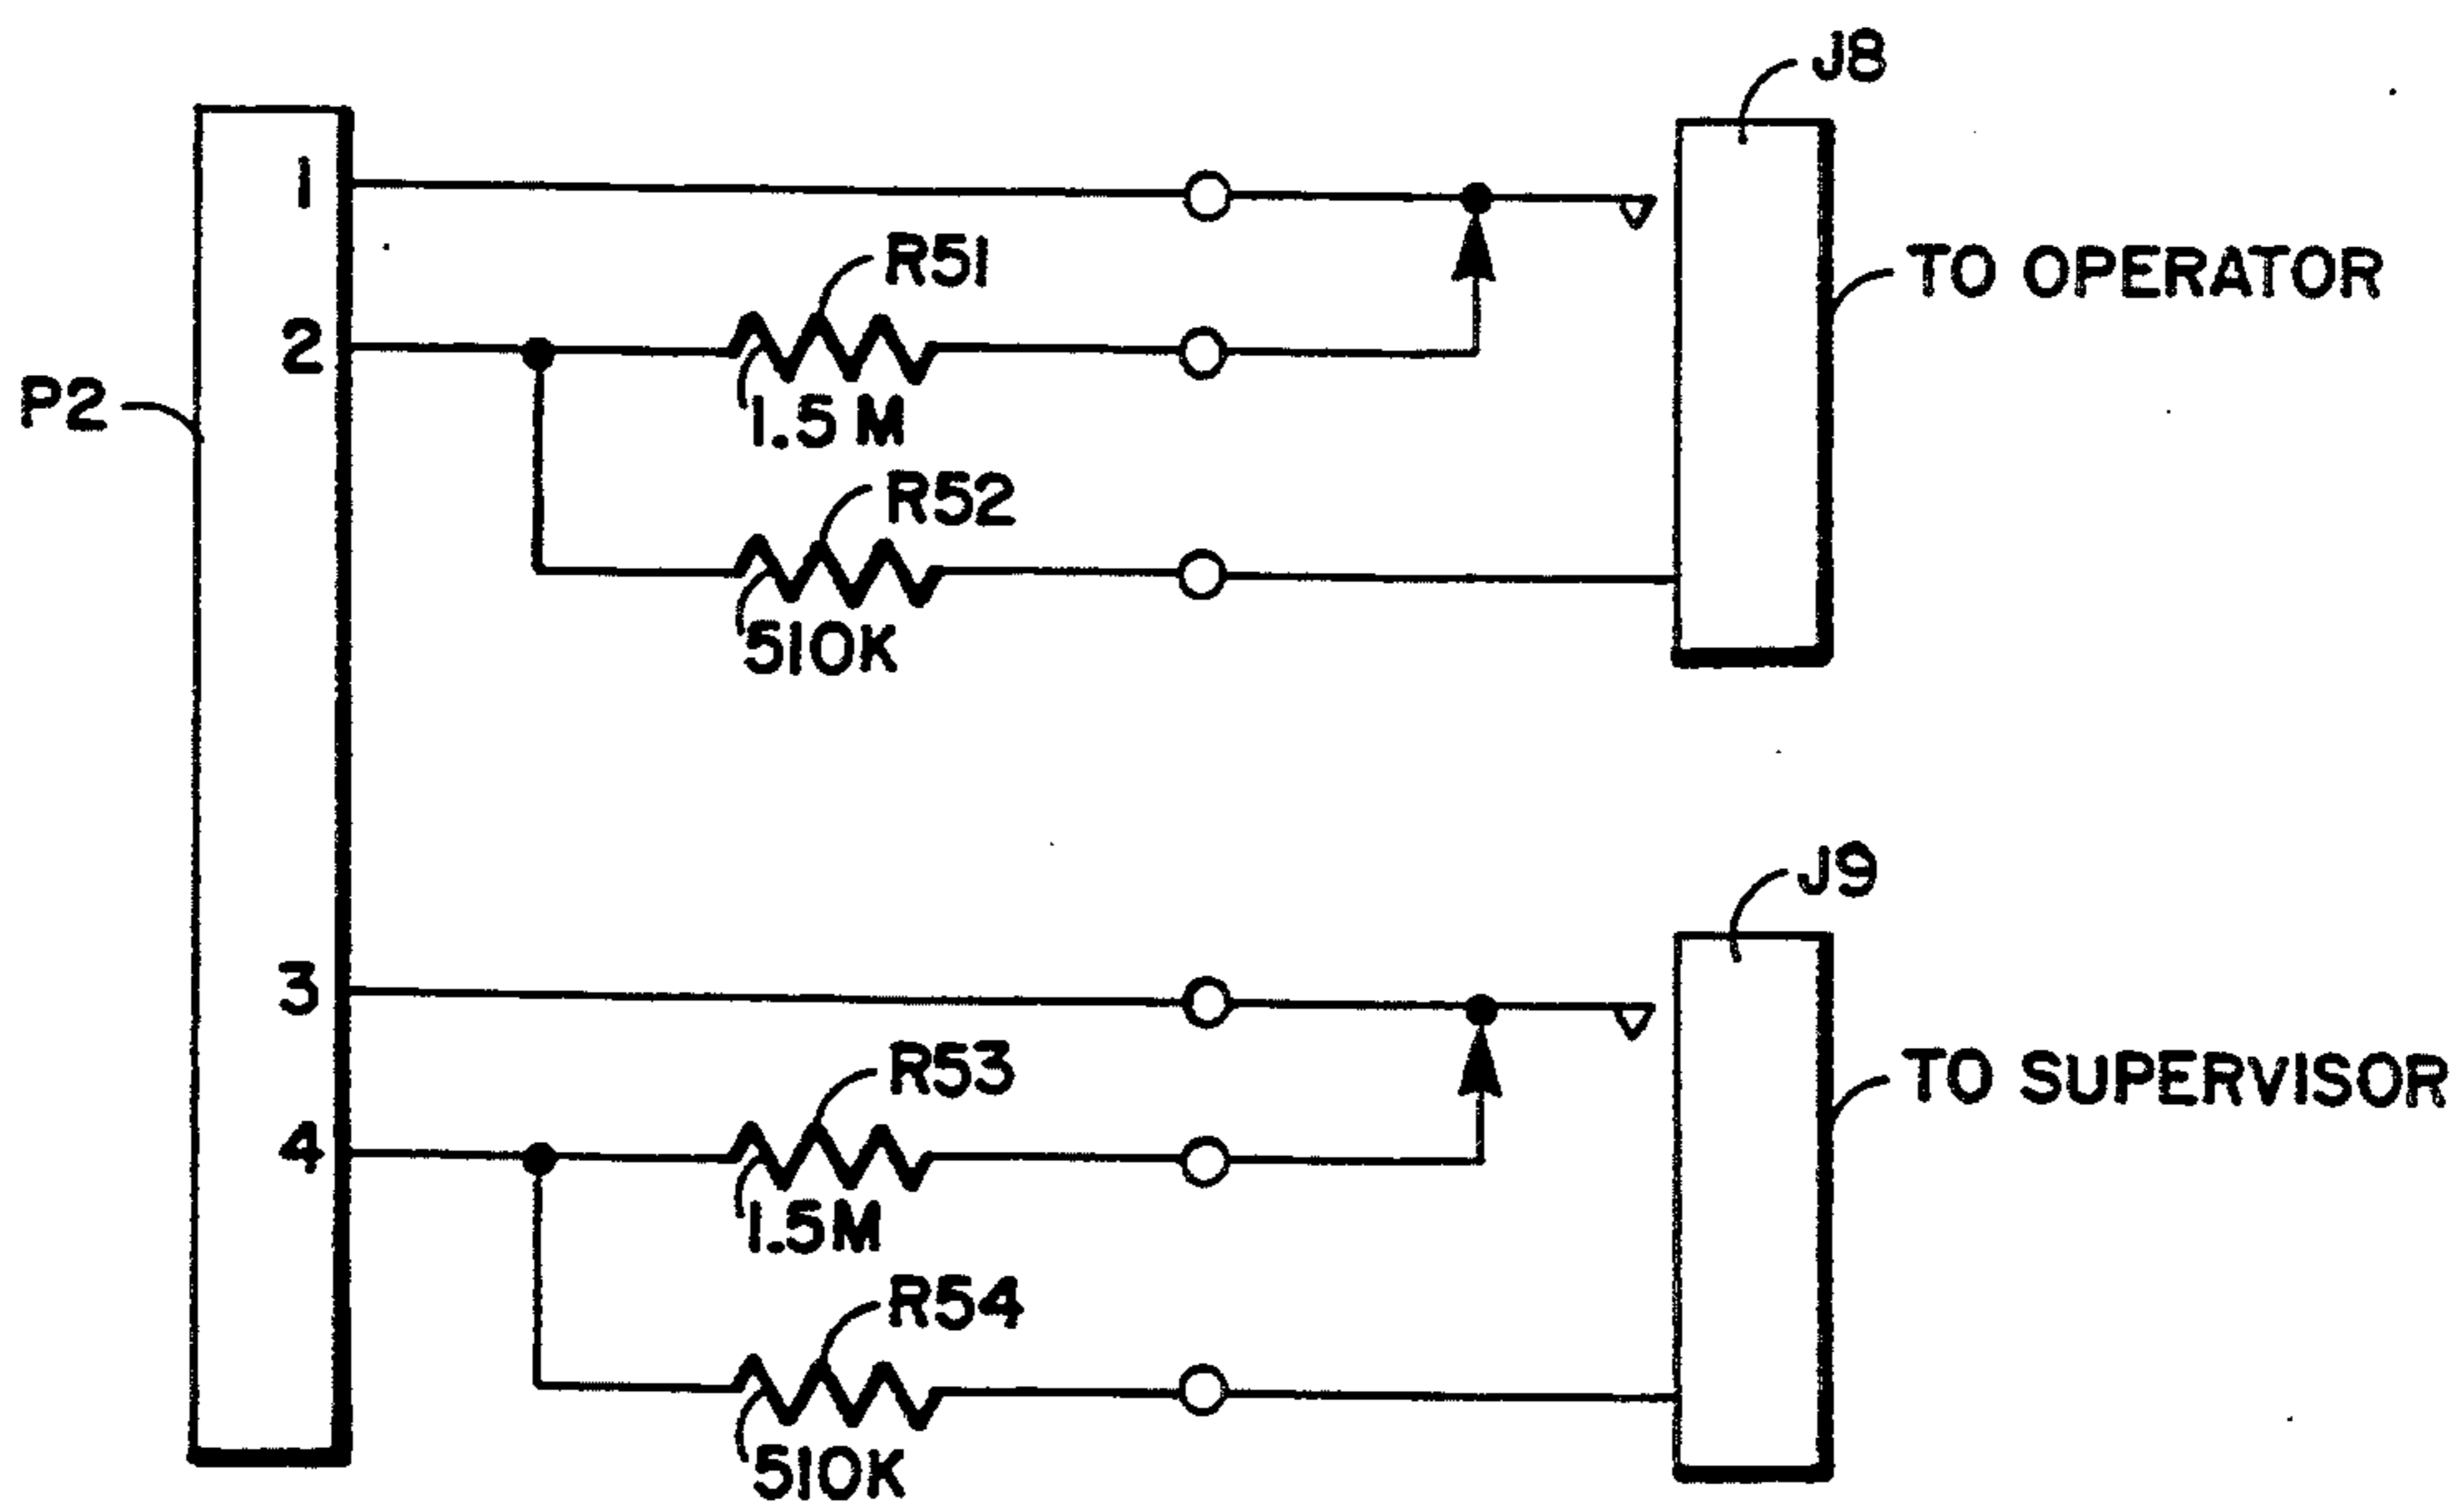 J8
1
R51
TO OPERATOR
2
P2
1.5 M
R52
510K
J9
3
R53
TO SUPERVISOR
4
1.5M
R54
510K